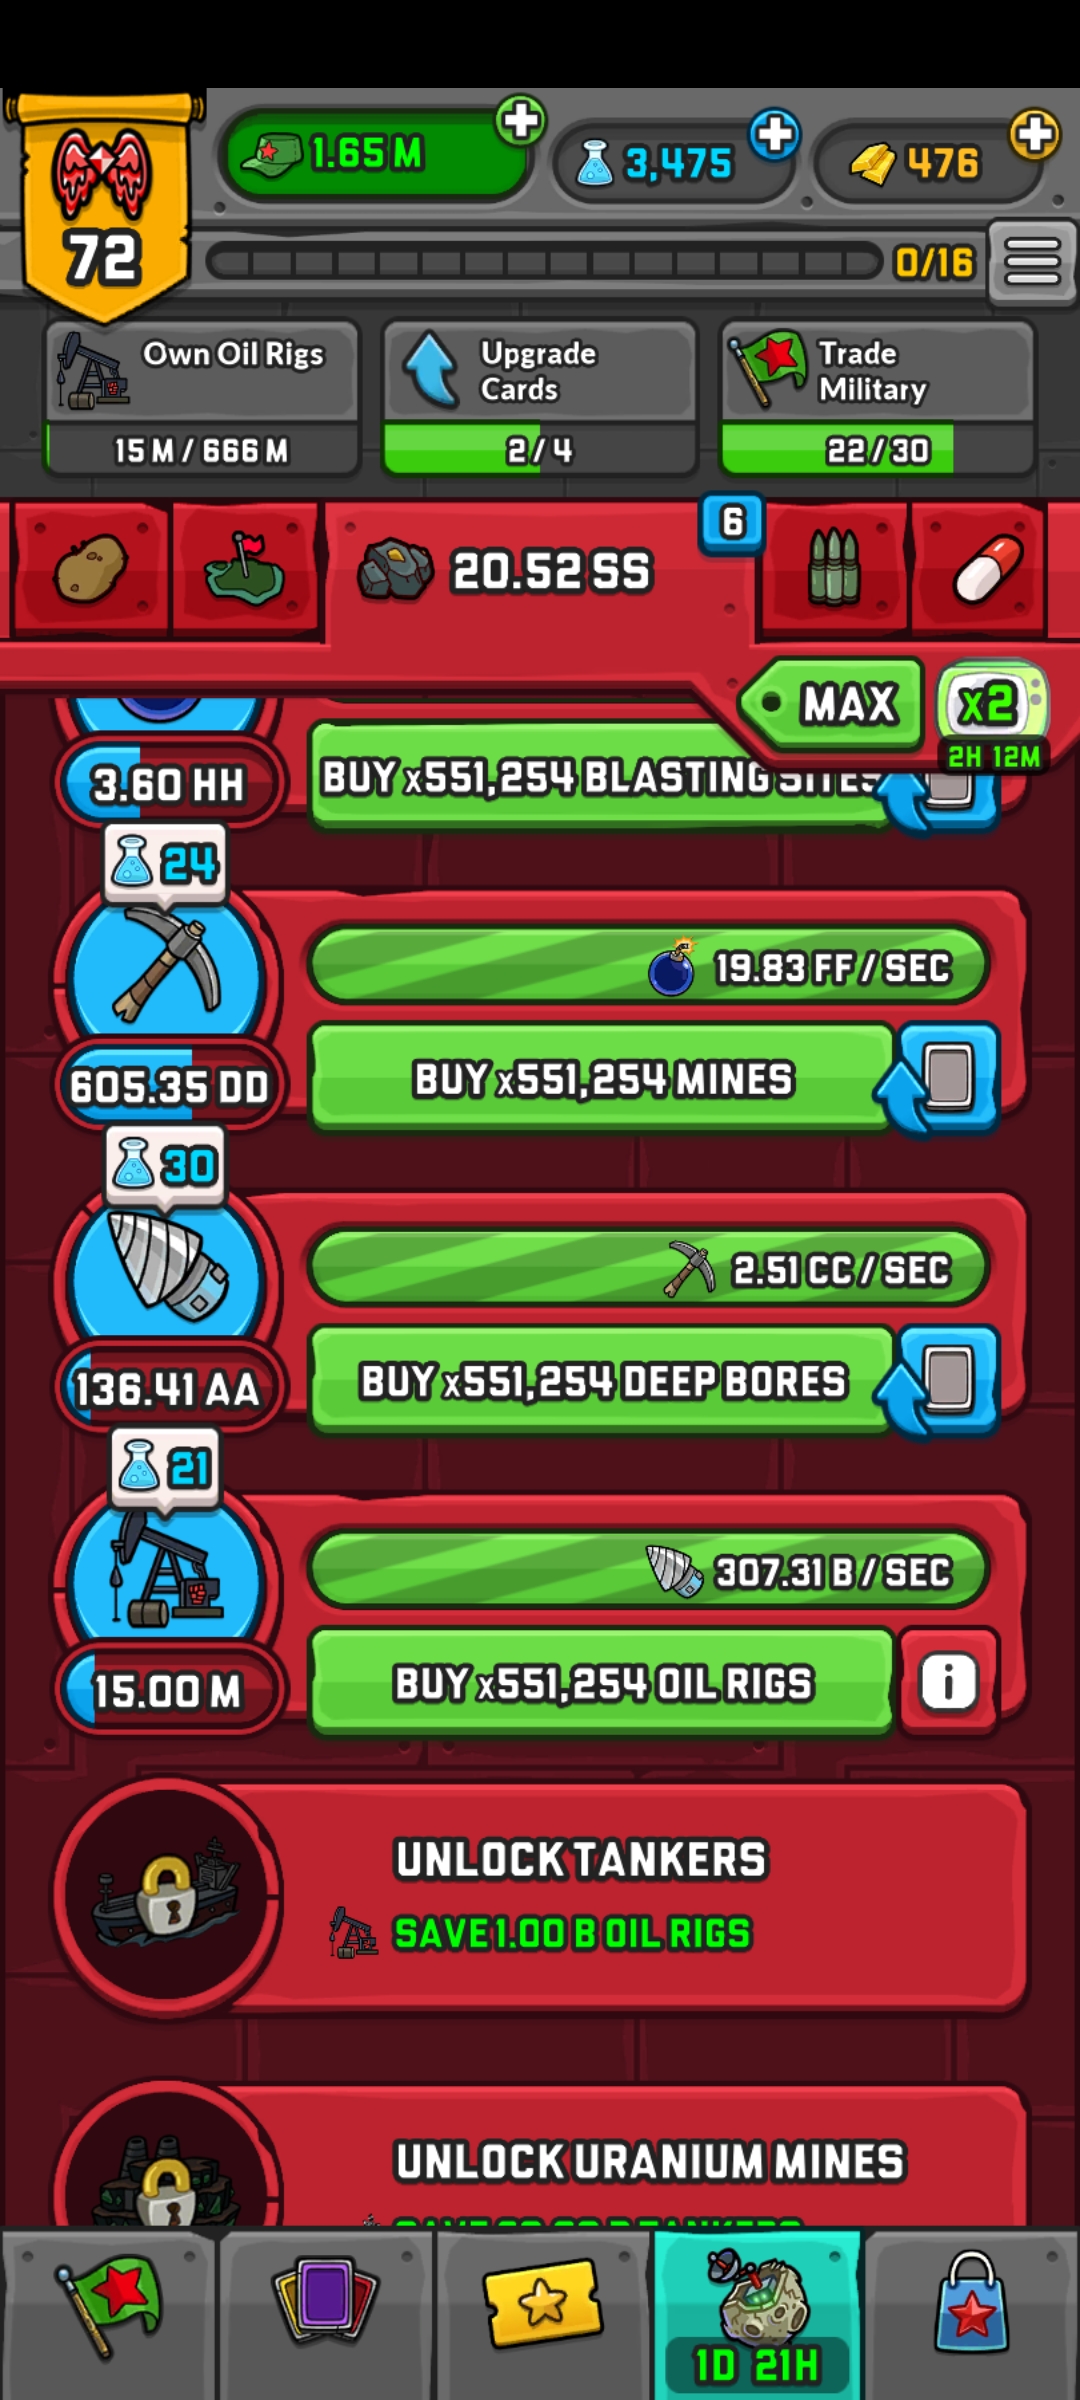 1.65 M
3,475
476
72
0/16
Own Oil Rigs
15 M / 666 M
Upgrade
Cards
2/4
Trade
Military
22/30
20.52 SS
6
MAX
x2
2H 12M
3.60 HH
BUY x551,254 BLASTING SITES
24
19.83 FF / SEC
605.35 DD
BUY x551,254 MINES
30
2.51 CC / SEC
136.41 AA
BUY x551,254 DEEP BORES
21
307.31 B / SEC
15.00 M
BUY x551,254 OIL RIGS
i
UNLOCK TANKERS
SAVE 1.00 B OIL RIGS
UNLOCK URANIUM MINES
1D 21H